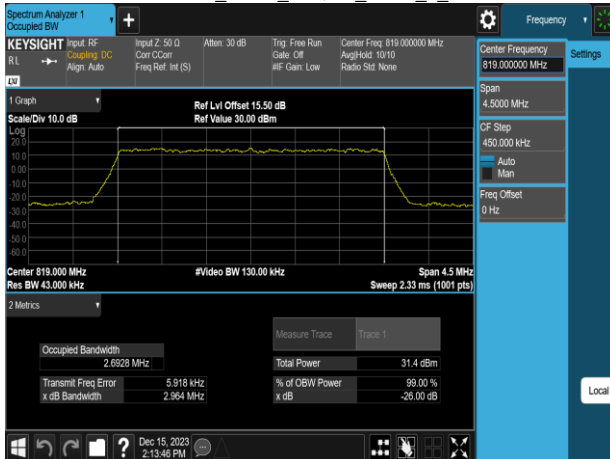 Spectrum Analyzer 1
Occupied BW
Frequency
KEYSIGHT
RL
LXI
Input: RF
Coupling: DC
Align: Auto
Input Z: 50 Ω
Corr CCorr
Freq Ref: Int (S)
Atten: 30 dB
Trig: Free Run
Gate: Off
#IF Gain: Low
Center Freq: 819.000000 MHz
Avg|Hold: 10/10
Radio Std: None
Center Frequency
819.000000 MHz
Settings
Span
4.5000 MHz
CF Step
450.000 kHz
Auto
Man
Freq Offset
0 Hz
Local
1 Graph
Scale/Div 10.0 dB
Ref Lvl Offset 15.50 dB
Ref Value 30.00 dBm
Log
20.0
10.0
0.00
-10.0
-20.0
-30.0
-40.0
-50.0
-60.0
Center 819.000 MHz
#Video BW 130.00 kHz
Span 4.5 MHz
Res BW 43.000 kHz
Sweep 2.33 ms (1001 pts)
2 Metrics
Measure Trace
Trace 1
Occupied Bandwidth
2.6928 MHz
Total Power
31.4 dBm
Transmit Freq Error
5.918 kHz
% of OBW Power
99.00 %
x dB Bandwidth
2.964 MHz
x dB
-26.00 dB
?
Dec 15, 2023
2:13:46 PM